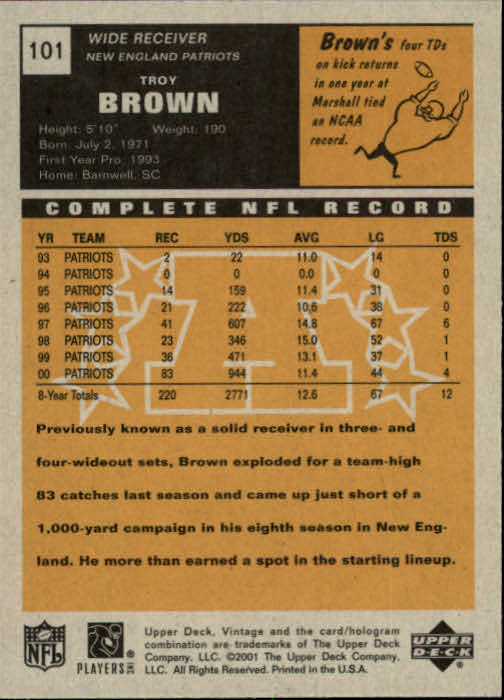 101
WIDE RECEIVER
NEW ENGLAND PATRIOTS
TROY
BROWN
Height: 5'10" Weight: 190
Born: July 2, 1971
First Year Pro: 1993
Home: Barnwell, SC
Brown's four TDs
on kick returns
in one year at
Marshall tied
an NCAA
record.
COMPLETE NFL RECORD
YR TEAM REC YDS AVG LG TDS
93 PATRIOTS 2 22 11.0 14 0
94 PATRIOTS 0 0 0.0 0 0
95 PATRIOTS 14 159 11.4 31 0
96 PATRIOTS 21 222 10.6 38 0
97 PATRIOTS 41 607 14.8 67 6
98 PATRIOTS 23 346 15.0 52 1
99 PATRIOTS 36 471 13.1 37 1
00 PATRIOTS 83 944 11.4 44 4
8-Year Totals 220 2771 12.6 67 12
Previously known as a solid receiver in three- and
four-wideout sets, Brown exploded for a team-high
83 catches last season and came up just short of a
1,000-yard campaign in his eighth season in New Eng-
land. He more than earned a spot in the starting lineup.
NFL
PLAYERS INC
Upper Deck, Vintage and the card/hologram
combination are trademarks of The Upper Deck
Company, LLC. ©2001 The Upper Deck Company,
LLC. All Rights Reserved. Printed in the U.S.A.
UPPER
DECK